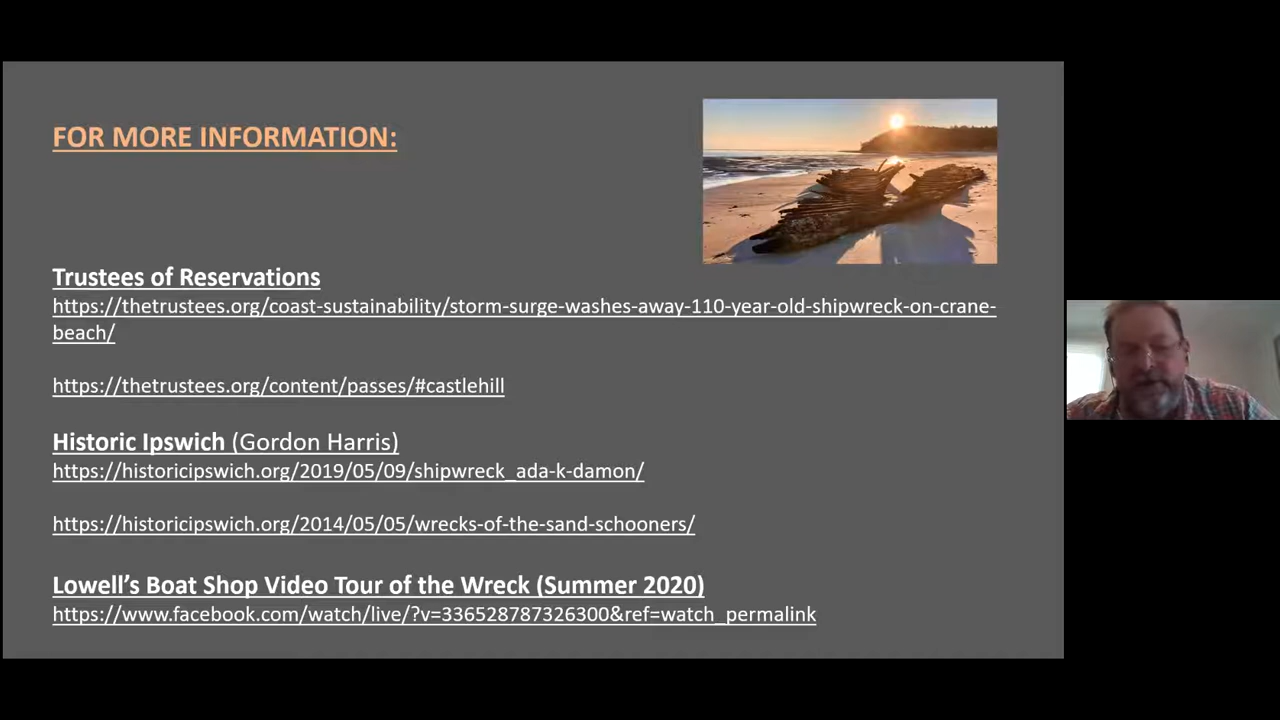 FOR MORE INFORMATION:
Trustees of Reservations
https://thetrustees.org/coast-sustainability/storm-surge-washes-away-110-year-old-shipwreck-on-crane-
beach/
https://thetrustees.org/content/passes/#castlehill
Historic Ipswich (Gordon Harris)
https://historicipswich.org/2019/05/09/shipwreck_ada-k-damon/
https://historicipswich.org/2014/05/05/wrecks-of-the-sand-schooners/
Lowell’s Boat Shop Video Tour of the Wreck (Summer 2020)
https://www.facebook.com/watch/live/?v=336528787326300&ref=watch_permalink